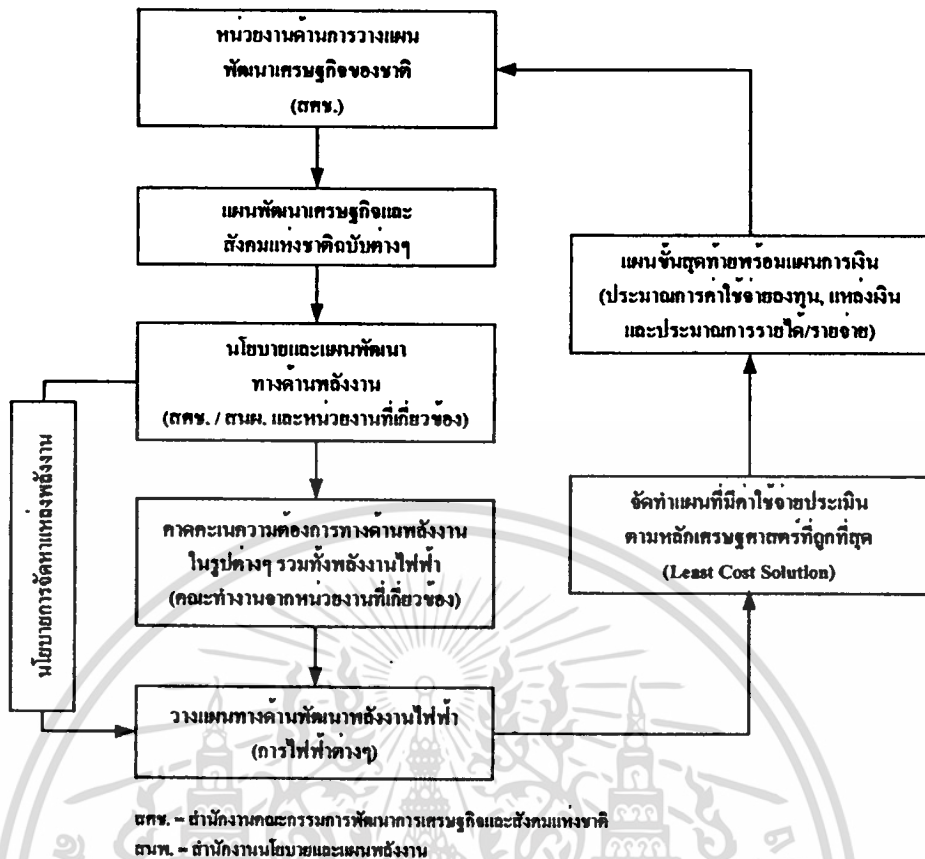 หน่วยงานด้านการวางแผน
พัฒนาเศรษฐกิจของชาติ
(สศช.)
แผนพัฒนาเศรษฐกิจและ
สังคมแห่งชาติฉบับต่างๆ
นโยบายและแผนพัฒนา
ทางด้านพลังงาน
(สศช. / สนผ. และหน่วยงานที่เกี่ยวข้อง)
นโยบายการจัดหาแหล่งพลังงาน
คาดคะเนความต้องการทางด้านพลังงาน
ในรูปต่างๆ รวมทั้งพลังงานไฟฟ้า
(คณะทำงานจากหน่วยงานที่เกี่ยวข้อง)
วางแผนทางด้านพัฒนาพลังงานไฟฟ้า
(การไฟฟ้าต่างๆ)
จัดทำแผนที่มีค่าใช้จ่ายประเมิน
ตามหลักเศรษฐศาสตร์ที่ถูกที่สุด
(Least Cost Solution)
แผนขั้นสุดท้ายพร้อมแผนการเงิน
(ประมาณการค่าใช้จ่ายลงทุน, แหล่งเงิน
และประมาณการรายได้/รายจ่าย)
สศช. = สำนักงานคณะกรรมการพัฒนาการเศรษฐกิจและสังคมแห่งชาติ
สนพ. = สำนักงานนโยบายและแผนพลังงาน